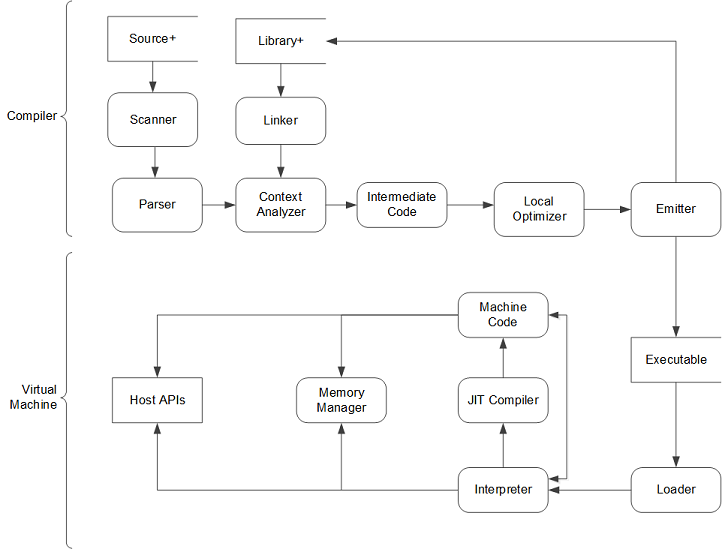 Source+
Library+
Compiler
Scanner
Linker
Parser
Context
Analyzer
Intermediate
Code
Local
Optimizer
Emitter
Machine
Code
Executable
Virtual
Machine
Host APIs
Memory
Manager
JIT Compiler
Interpreter
Loader